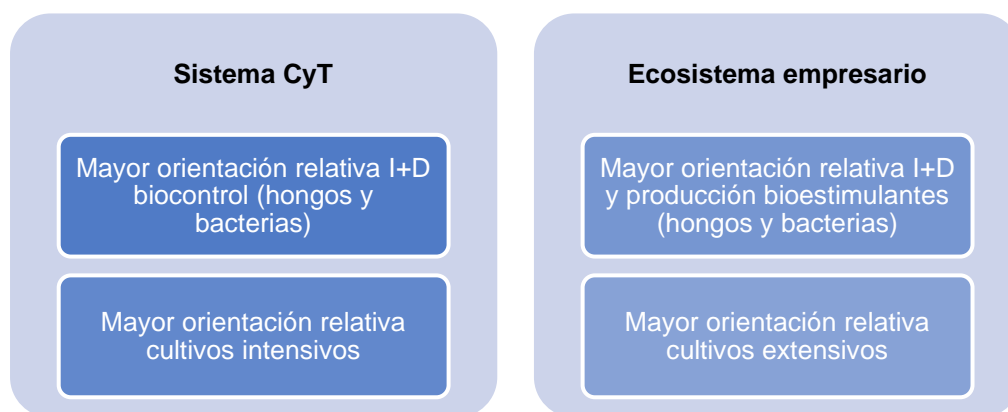 Sistema CyT
Mayor orientación relativa I+D
biocontrol (hongos y
bacterias)
Mayor orientación relativa
cultivos intensivos
Ecosistema empresario
Mayor orientación relativa I+D
y producción bioestimulantes
(hongos y bacterias)
Mayor orientación relativa
cultivos extensivos